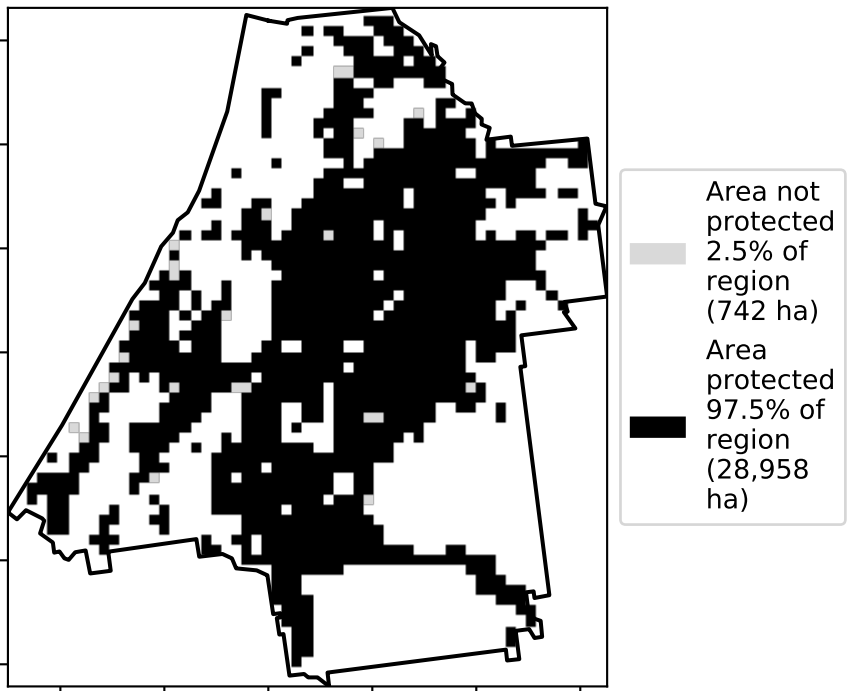 Area not
protected
2.5% of
region
(742 ha)
Area
protected
97.5% of
region
(28,958
ha)